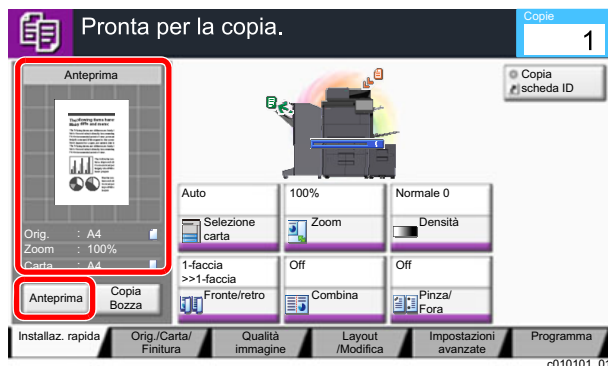 Pronta per la copia.
Copie
1
Anteprima
Copia
scheda ID
Orig. : A4
Zoom : 100%
Carta : A4
Auto
Selezione
carta
100%
Zoom
Normale 0
Densità
1-faccia
>>1-faccia
Fronte/retro
Off
Combina
Off
Pinza/
Fora
Anteprima
Copia
Bozza
Installaz. rapida
Orig./Carta/
Finitura
Qualità
immagine
Layout
/Modifica
Impostazioni
avanzate
Programma
c010101_01